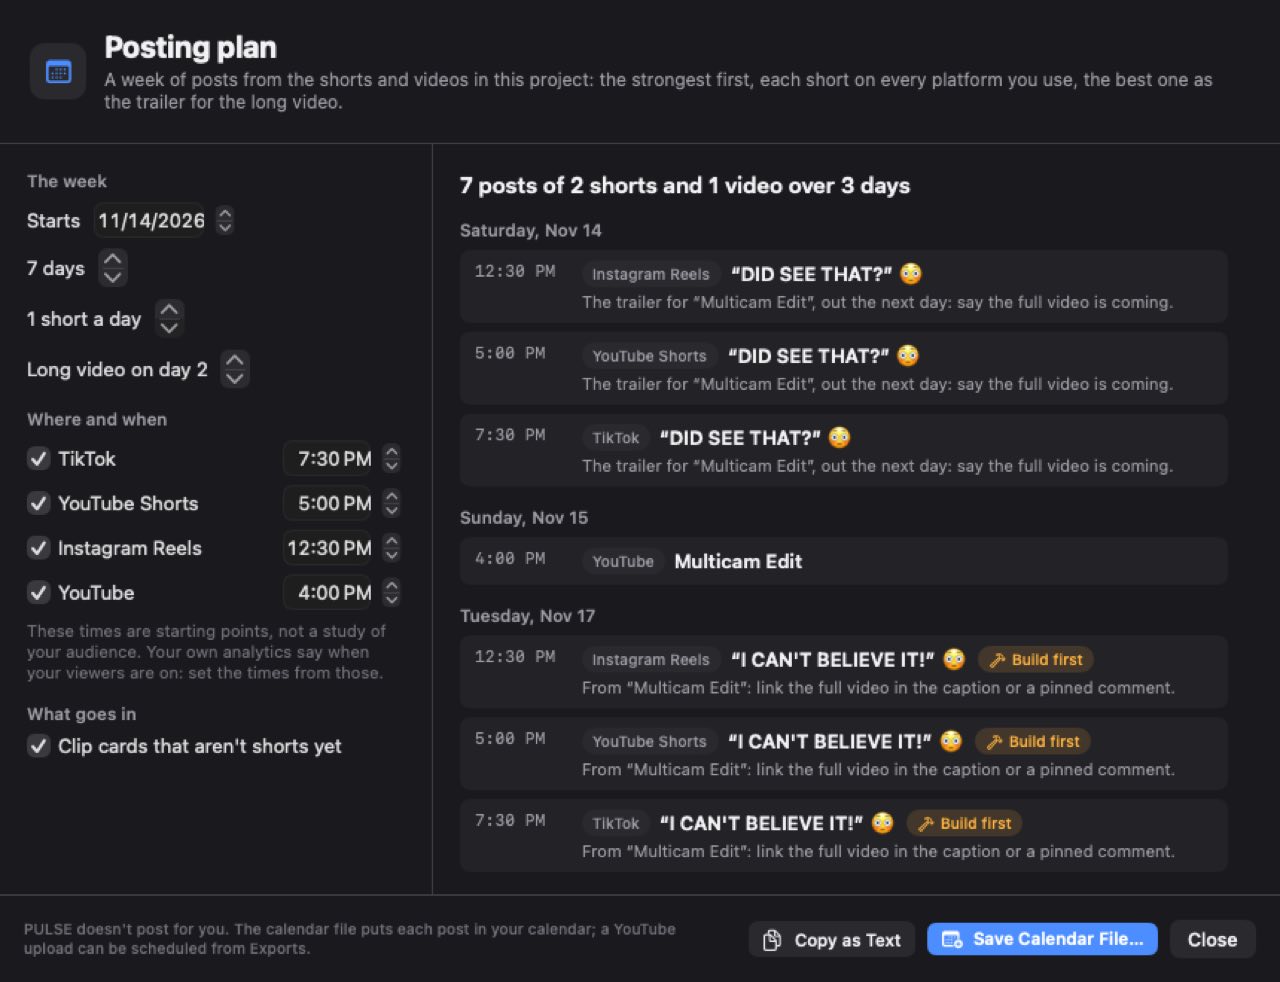 Posting plan
A week of posts from the shorts and videos in this project: the strongest first, each short on every platform you use, the best one as
the trailer for the long video.
The week
Starts 11/14/2026
7 days
1 short a day
Long video on day 2
Where and when
TikTok 7:30 PM
YouTube Shorts 5:00 PM
Instagram Reels 12:30 PM
YouTube 4:00 PM
These times are starting points, not a study of
your audience. Your own analytics say when
your viewers are on: set the times from those.
What goes in
Clip cards that aren't shorts yet
7 posts of 2 shorts and 1 video over 3 days
Saturday, Nov 14
12:30 PM Instagram Reels “DID SEE THAT?” 😳
The trailer for “Multicam Edit”, out the next day: say the full video is coming.
5:00 PM YouTube Shorts “DID SEE THAT?” 😳
The trailer for “Multicam Edit”, out the next day: say the full video is coming.
7:30 PM TikTok “DID SEE THAT?” 😳
The trailer for “Multicam Edit”, out the next day: say the full video is coming.
Sunday, Nov 15
4:00 PM YouTube Multicam Edit
Tuesday, Nov 17
12:30 PM Instagram Reels “I CAN'T BELIEVE IT!” 😳 Build first
From “Multicam Edit”: link the full video in the caption or a pinned comment.
5:00 PM YouTube Shorts “I CAN'T BELIEVE IT!” 😳 Build first
From “Multicam Edit”: link the full video in the caption or a pinned comment.
7:30 PM TikTok “I CAN'T BELIEVE IT!” 😳 Build first
From “Multicam Edit”: link the full video in the caption or a pinned comment.
PULSE doesn't post for you. The calendar file puts each post in your calendar; a YouTube
upload can be scheduled from Exports.
Copy as Text
Save Calendar File...
Close